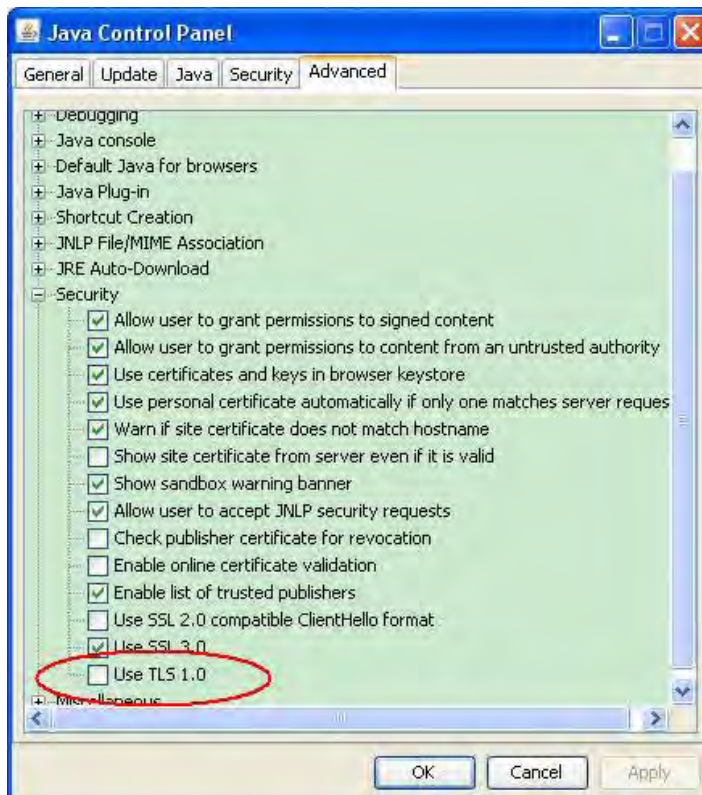 Java Control Panel
General Update Java Security Advanced
Debugging
Java console
Default Java for browsers
Java Plug-in
Shortcut Creation
JNLP File/MIME Association
JRE Auto-Download
Security
Allow user to grant permissions to signed content
Allow user to grant permissions to content from an untrusted authority
Use certificates and keys in browser keystore
Use personal certificate automatically if only one matches server reques
Warn if site certificate does not match hostname
Show site certificate from server even if it is valid
Show sandbox warning banner
Allow user to accept JNLP security requests
Check publisher certificate for revocation
Enable online certificate validation
Enable list of trusted publishers
Use SSL 2.0 compatible ClientHello format
Use SSL 3.0
Use TLS 1.0
Miscellaneous
OK Cancel Apply